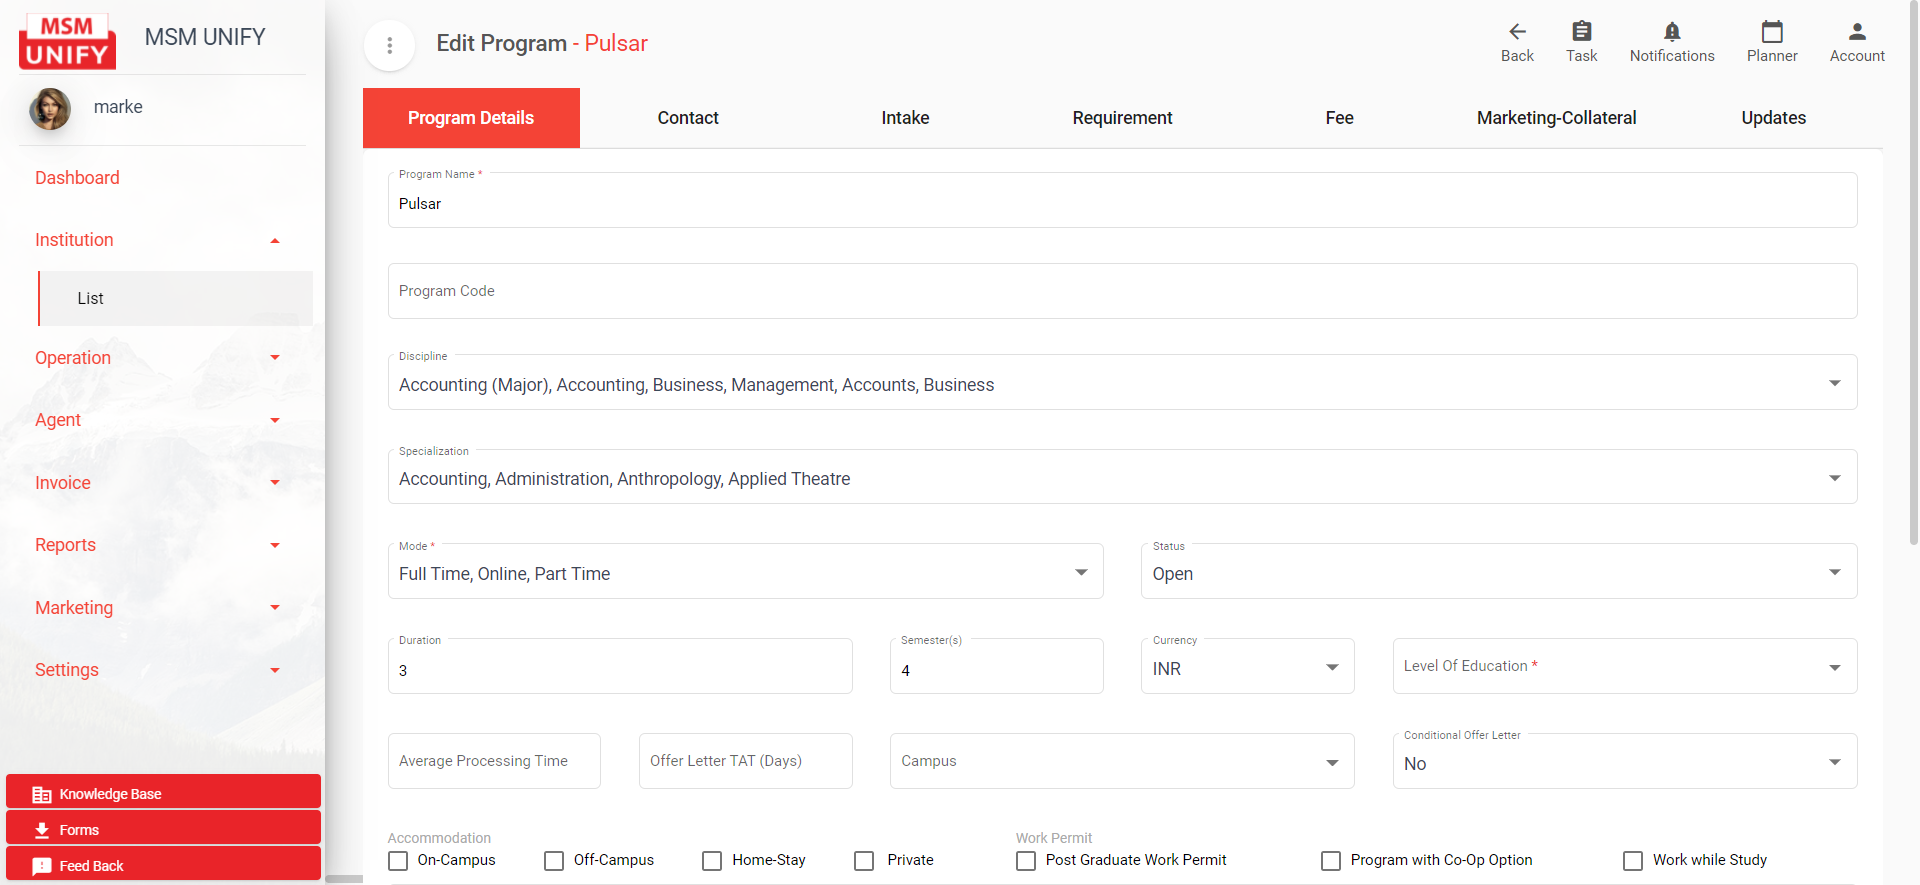 MSM
UNIFY
MSM UNIFY
marke
Dashboard
Institution
List
Operation
Agent
Invoice
Reports
Marketing
Settings
Knowledge Base
Forms
Feed Back
Edit Program - Pulsar
Back
Task
Notifications
Planner
Account
Program Details
Contact
Intake
Requirement
Fee
Marketing-Collateral
Updates
Program Name *
Pulsar
Program Code
Discipline
Accounting (Major), Accounting, Business, Management, Accounts, Business
Specialization
Accounting, Administration, Anthropology, Applied Theatre
Mode *
Full Time, Online, Part Time
Status
Open
Duration
3
Semester(s)
4
Currency
INR
Level Of Education *
Average Processing Time
Offer Letter TAT (Days)
Campus
Conditional Offer Letter
No
Accommodation
On-Campus
Off-Campus
Home-Stay
Private
Work Permit
Post Graduate Work Permit
Program with Co-Op Option
Work while Study